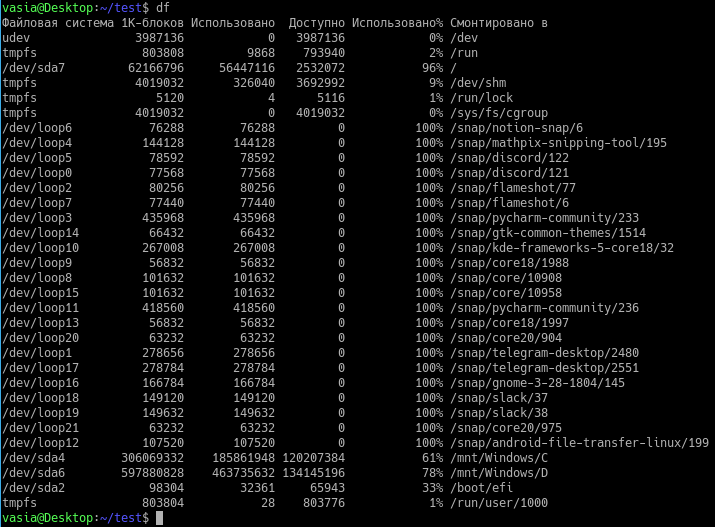 vasia@Desktop:~/test$ df
Файловая система 1K-блоков Использовано  Доступно Использовано% Смонтировано в
udev               3987136            0   3987136            0% /dev
tmpfs               803808         9868    793940            2% /run
/dev/sda7         62166796     56447116   2532072           96% /
tmpfs              4019032       326040   3692992            9% /dev/shm
tmpfs                 5120            4      5116            1% /run/lock
tmpfs              4019032            0   4019032            0% /sys/fs/cgroup
/dev/loop6           76288        76288         0          100% /snap/notion-snap/6
/dev/loop4          144128       144128         0          100% /snap/mathpix-snipping-tool/195
/dev/loop5           78592        78592         0          100% /snap/discord/122
/dev/loop0           77568        77568         0          100% /snap/discord/121
/dev/loop2           80256        80256         0          100% /snap/flameshot/77
/dev/loop7           77440        77440         0          100% /snap/flameshot/6
/dev/loop3          435968       435968         0          100% /snap/pycharm-community/233
/dev/loop14          66432        66432         0          100% /snap/gtk-common-themes/1514
/dev/loop10         267008       267008         0          100% /snap/kde-frameworks-5-core18/32
/dev/loop9           56832        56832         0          100% /snap/core18/1988
/dev/loop8          101632       101632         0          100% /snap/core/10908
/dev/loop15         101632       101632         0          100% /snap/core/10958
/dev/loop11         418560       418560         0          100% /snap/pycharm-community/236
/dev/loop13          56832        56832         0          100% /snap/core18/1997
/dev/loop20          63232        63232         0          100% /snap/core20/904
/dev/loop1          278656       278656         0          100% /snap/telegram-desktop/2480
/dev/loop17         278784       278784         0          100% /snap/telegram-desktop/2551
/dev/loop16         166784       166784         0          100% /snap/gnome-3-28-1804/145
/dev/loop18         149120       149120         0          100% /snap/slack/37
/dev/loop19         149632       149632         0          100% /snap/slack/38
/dev/loop21          63232        63232         0          100% /snap/core20/975
/dev/loop12         107520       107520         0          100% /snap/android-file-transfer-linux/199
/dev/sda4        306069332    185861948 120207384           61% /mnt/Windows/C
/dev/sda6        597880828    463735632 134145196           78% /mnt/Windows/D
/dev/sda2            98304        32361     65943           33% /boot/efi
tmpfs               803804           28    803776            1% /run/user/1000
vasia@Desktop:~/test$